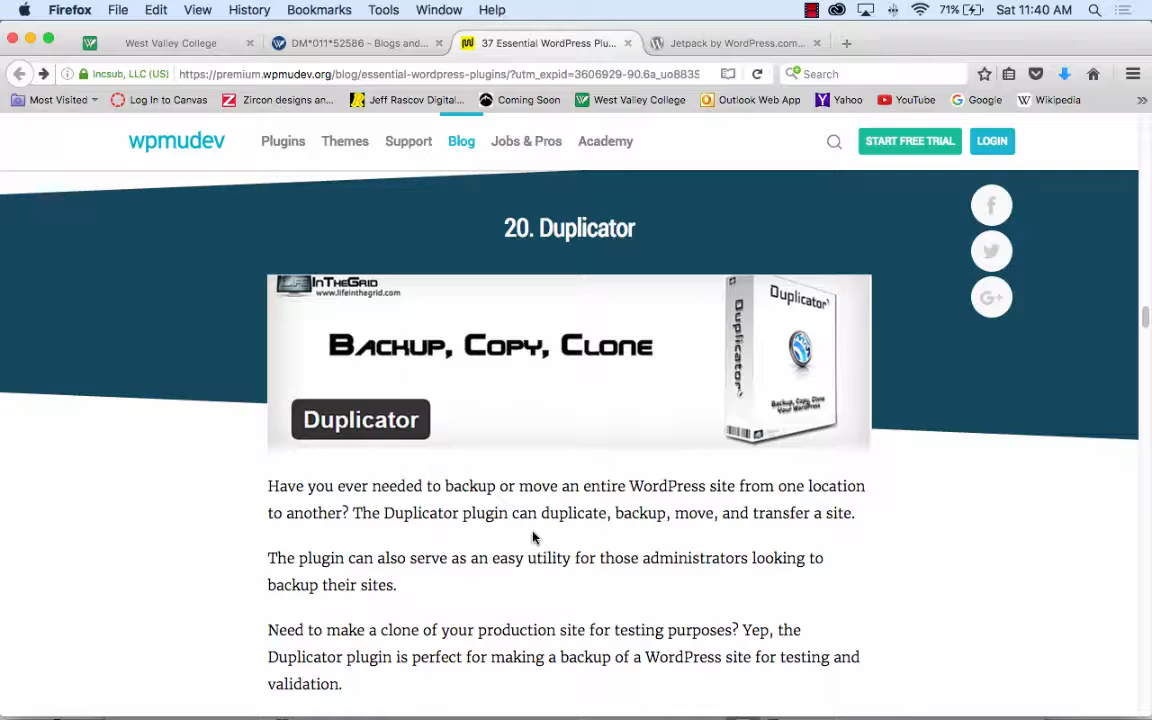 Firefox File Edit View History Bookmarks Tools Window Help 71% Sat 11:40 AM
West Valley College × DM*011*52586 - Blogs and... × 37 Essential WordPress Plu... × Jetpack by WordPress.com... × +
Incsub, LLC (US) https://premium.wpmudev.org/blog/essential-wordpress-plugins/?utm_expid=3606929-90.6a_uo883S Search
Most Visited Log In to Canvas Zircon designs an... Jeff Rascov Digital... Coming Soon West Valley College Outlook Web App Yahoo YouTube Google Wikipedia »
wpmudev Plugins Themes Support Blog Jobs & Pros Academy START FREE TRIAL LOGIN
20. Duplicator
LIFE INTHEGRID
www.lifeinthegrid.com
BACKUP, COPY, CLONE
Duplicator
Duplicator
Duplicator
Backup, Copy, Clone
Your WordPress
Have you ever needed to backup or move an entire WordPress site from one location
to another? The Duplicator plugin can duplicate, backup, move, and transfer a site.
The plugin can also serve as an easy utility for those administrators looking to
backup their sites.
Need to make a clone of your production site for testing purposes? Yep, the
Duplicator plugin is perfect for making a backup of a WordPress site for testing and
validation.